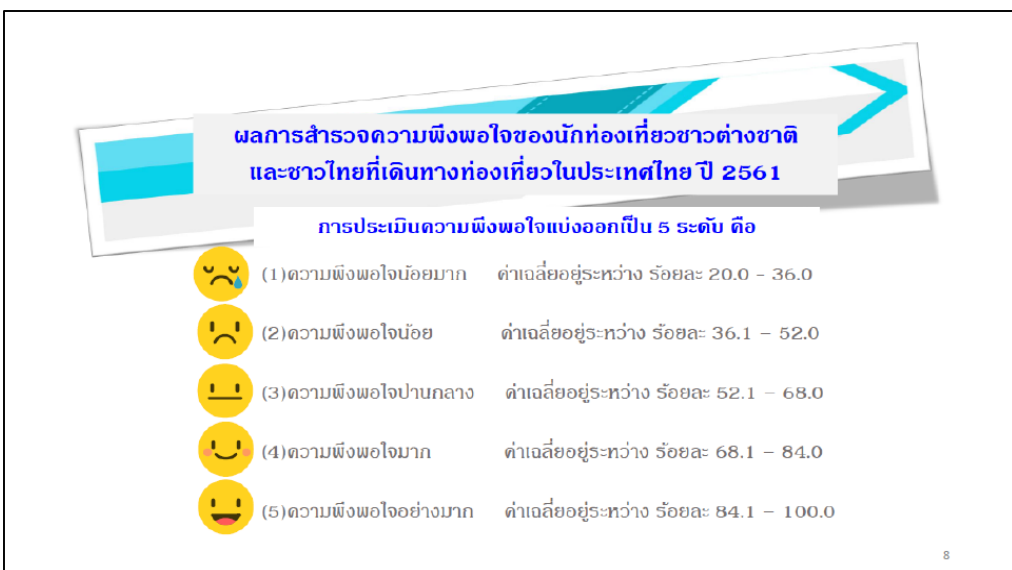 ผลการสำรวจความพึงพอใจของนักท่องเที่ยวชาวต่างชาติ
และชาวไทยที่เดินทางท่องเที่ยวในประเทศไทย ปี 2561
การประเมินความพึงพอใจแบ่งออกเป็น 5 ระดับ คือ
(1)ความพึงพอใจน้อยมาก ค่าเฉลี่ยอยู่ระหว่าง ร้อยละ 20.0 - 36.0
(2)ความพึงพอใจน้อย ค่าเฉลี่ยอยู่ระหว่าง ร้อยละ 36.1 – 52.0
(3)ความพึงพอใจปานกลาง ค่าเฉลี่ยอยู่ระหว่าง ร้อยละ 52.1 – 68.0
(4)ความพึงพอใจมาก ค่าเฉลี่ยอยู่ระหว่าง ร้อยละ 68.1 – 84.0
(5)ความพึงพอใจอย่างมาก ค่าเฉลี่ยอยู่ระหว่าง ร้อยละ 84.1 – 100.0
8